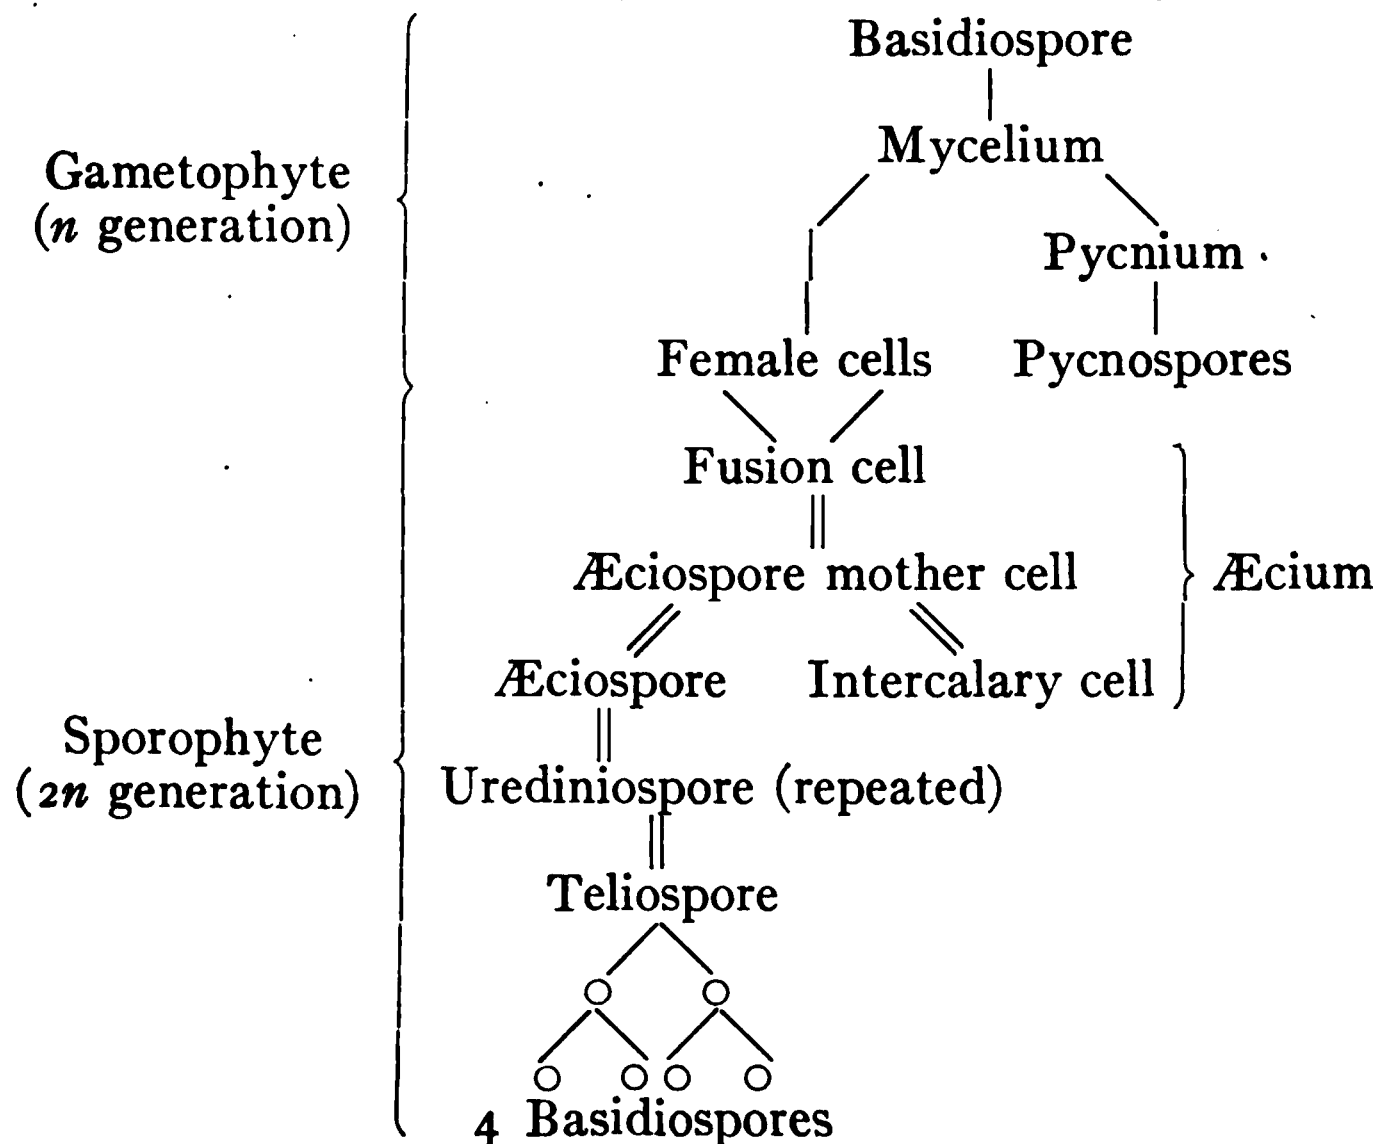 Basidiospore
Mycelium
Gametophyte
(n generation)
Pycnium
Female cells
Pycnospores
Fusion cell
Æciospore mother cell
Æcium
Æciospore
Intercalary cell
Sporophyte
(2n generation)
Urediniospore (repeated)
Teliospore
4 Basidiospores